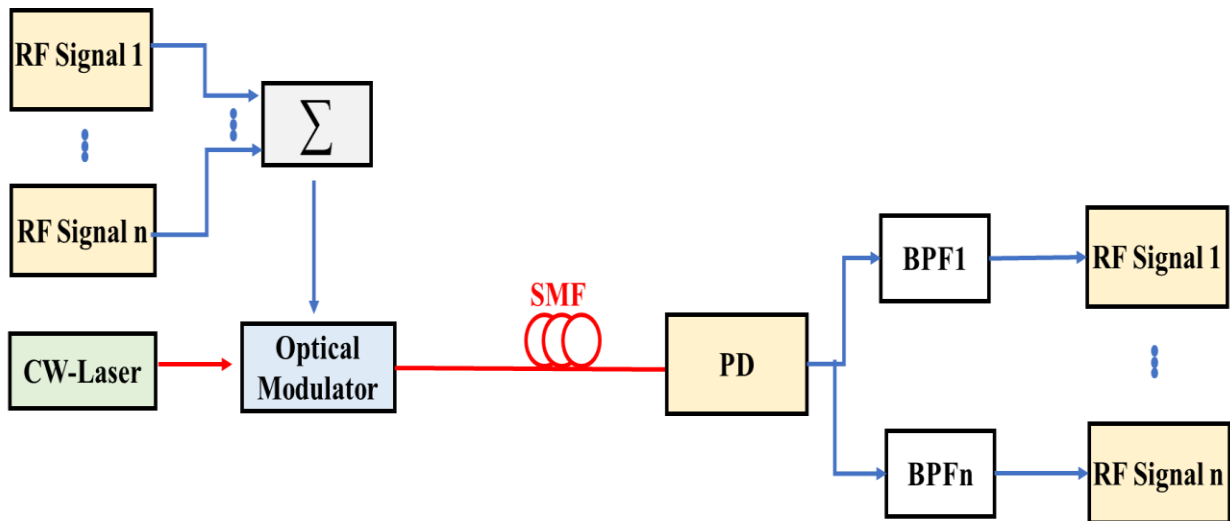 RF Signal 1
∑
RF Signal n
CW-Laser
Optical
Modulator
SMF
PD
BPF1
RF Signal 1
BPFn
RF Signal n